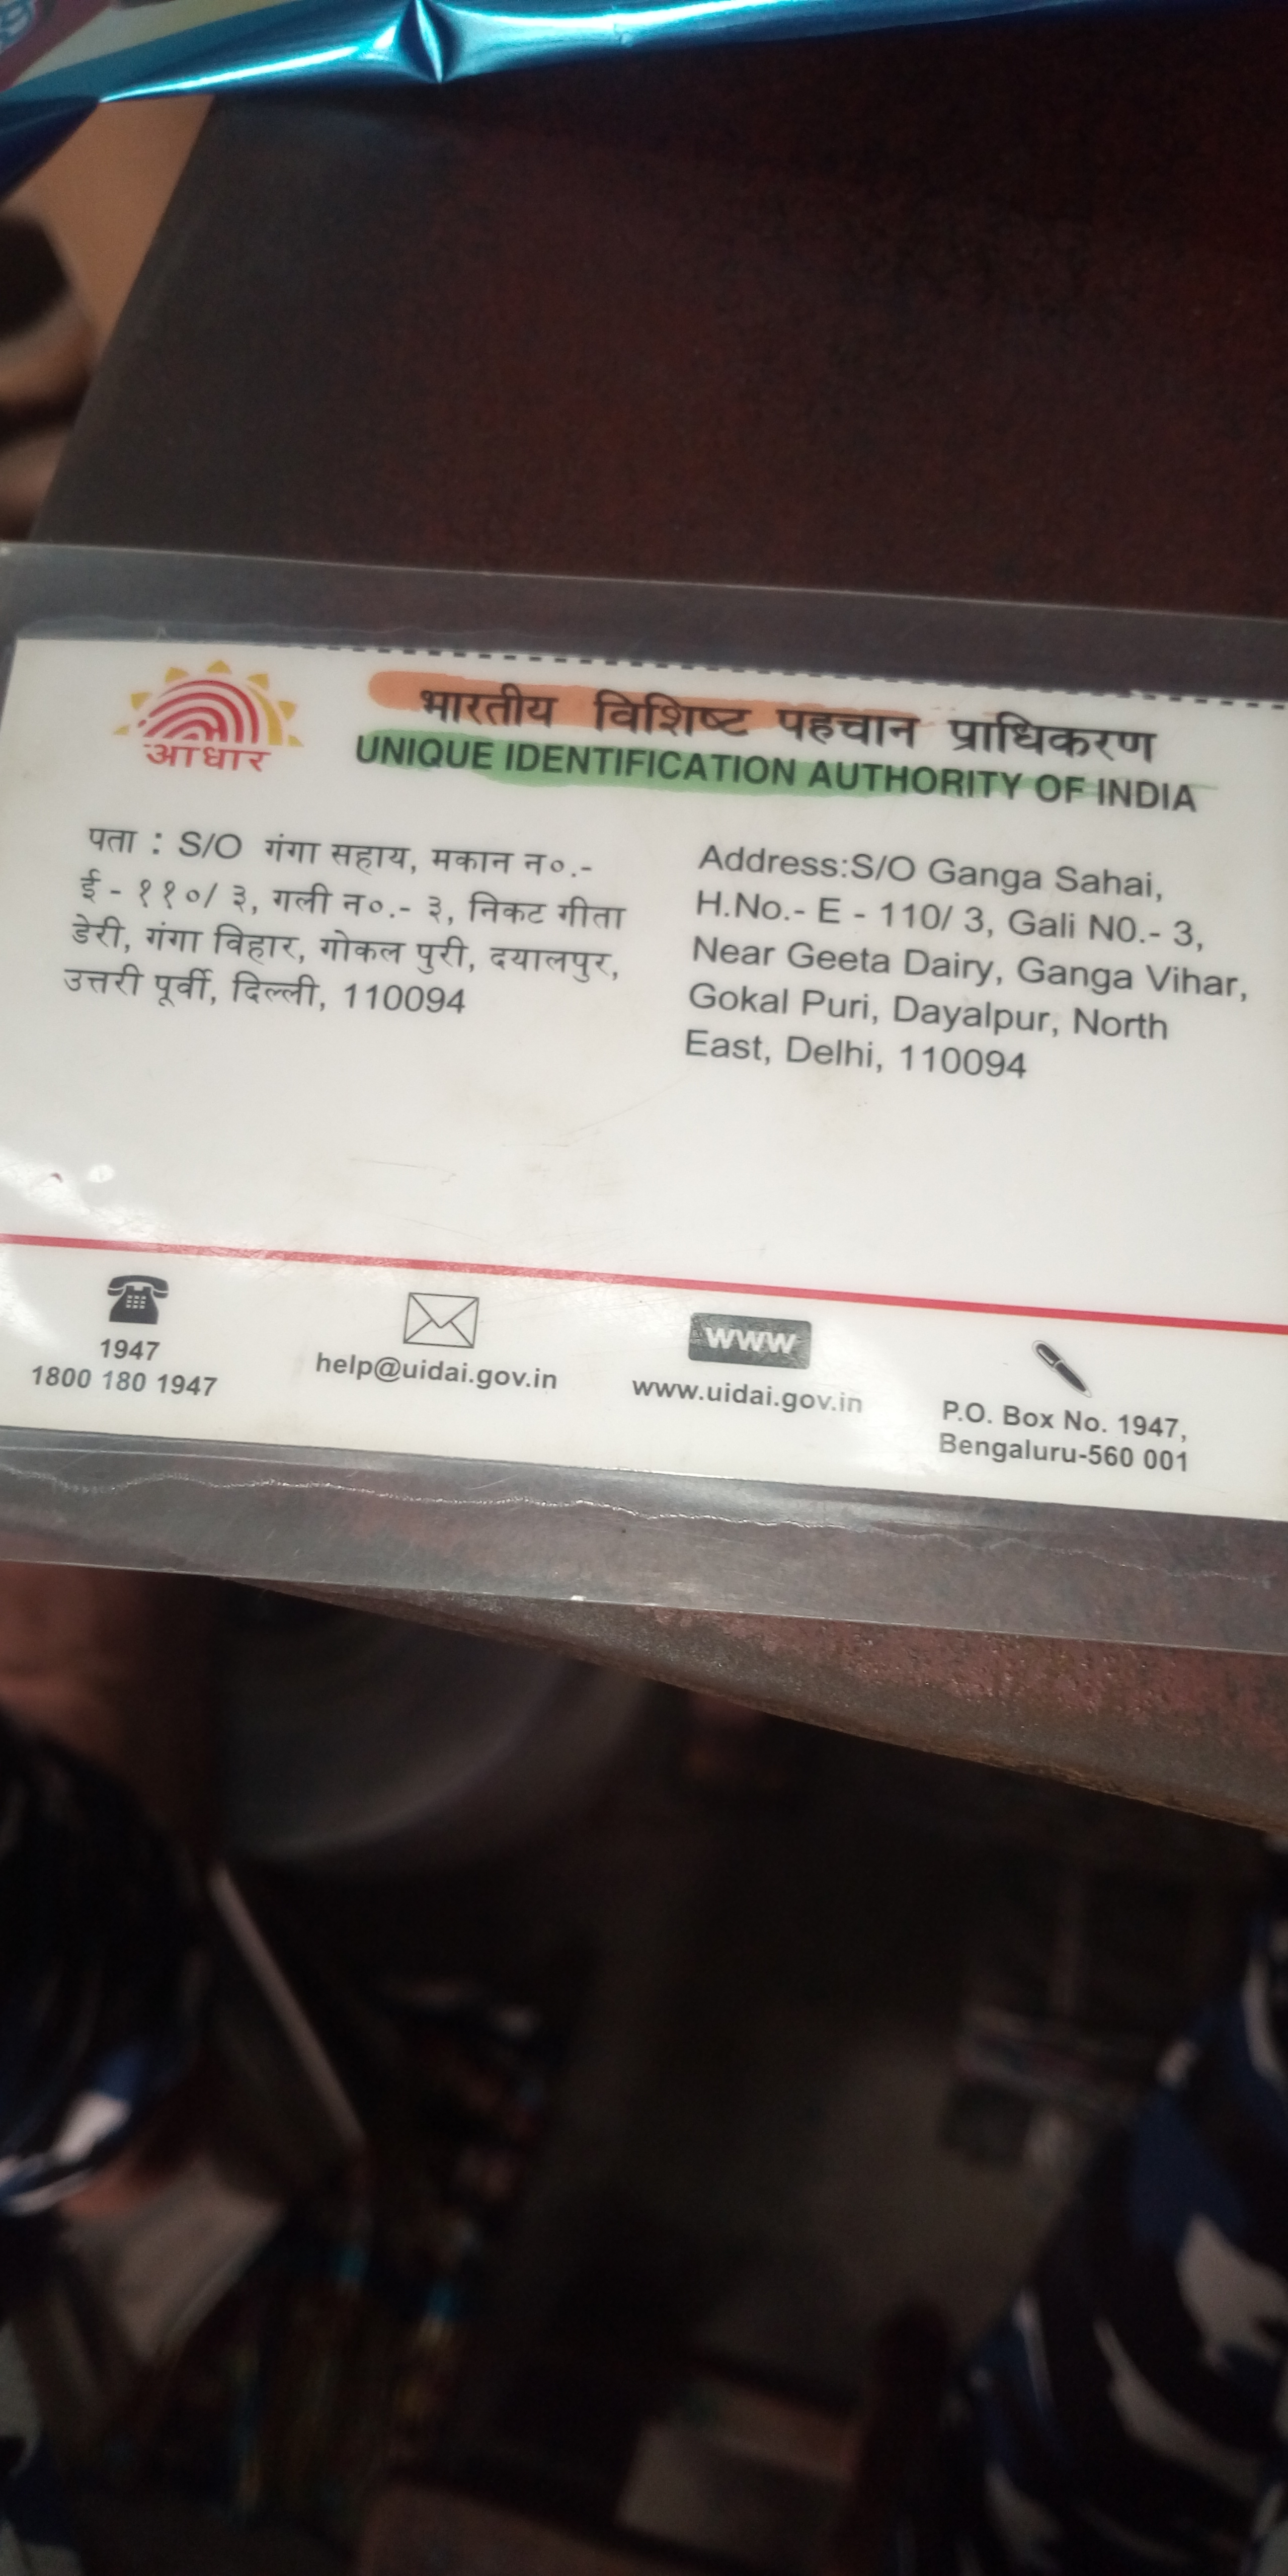 आधार
भारतीय विशिष्ट पहचान प्राधिकरण
UNIQUE IDENTIFICATION AUTHORITY OF INDIA
पता : S/O गंगा सहाय, मकान न०.-
ई - ११०/ ३, गली न०.- ३, निकट गीता
डेरी, गंगा विहार, गोकल पुरी, दयालपुर,
उत्तरी पूर्वी, दिल्ली, 110094
Address:S/O Ganga Sahai,
H.No.- E - 110/ 3, Gali N0.- 3,
Near Geeta Dairy, Ganga Vihar,
Gokal Puri, Dayalpur, North
East, Delhi, 110094
1947
1800 180 1947
help@uidai.gov.in
WWW
www.uidai.gov.in
P.O. Box No. 1947,
Bengaluru-560 001